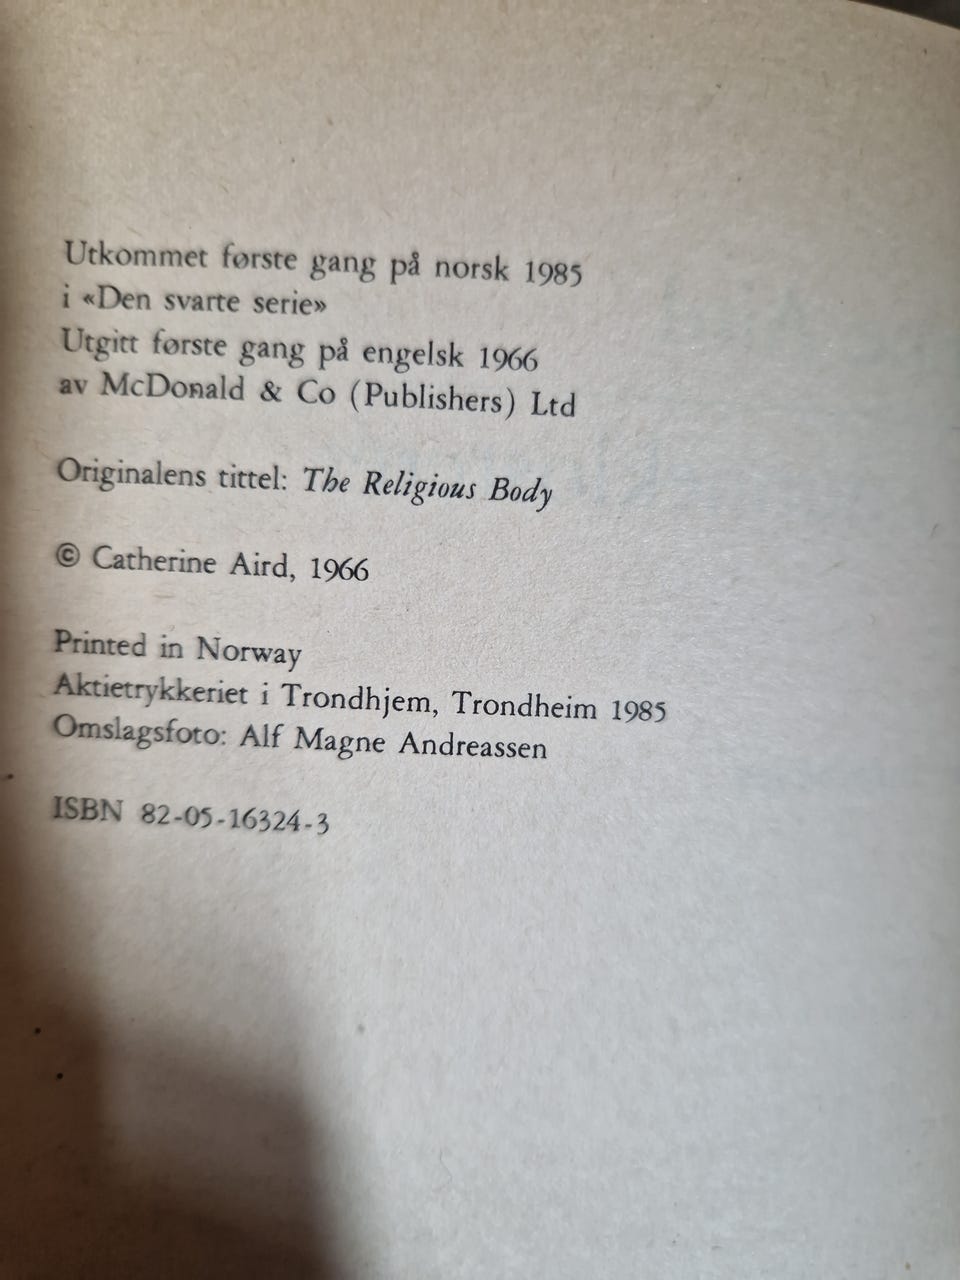 Utkommet første gang på norsk 1985
i «Den svarte serie»
Utgitt første gang på engelsk 1966
av McDonald & Co (Publishers) Ltd
Originalens tittel: The Religious Body
© Catherine Aird, 1966
Printed in Norway
Aktietrykkeriet i Trondhjem, Trondheim 1985
Omslagsfoto: Alf Magne Andreassen
ISBN 82-05-16324-3